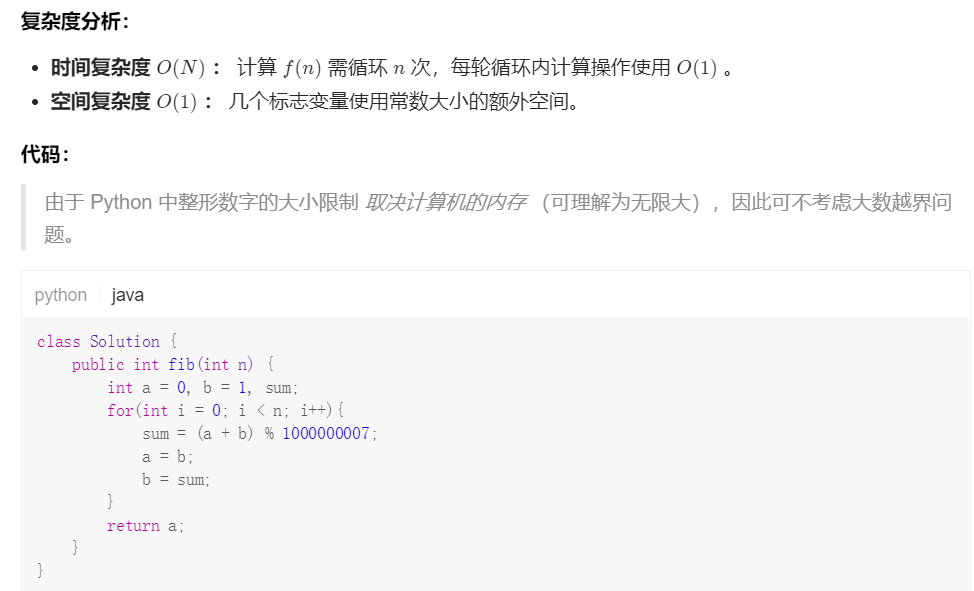 复杂度分析：
• 时间复杂度 O(N) ： 计算 f(n) 需循环 n 次，每轮循环内计算操作使用 O(1) 。
• 空间复杂度 O(1) ： 几个标志变量使用常数大小的额外空间。
代码：
由于 Python 中整形数字的大小限制 取决计算机的内存 （可理解为无限大），因此可不考虑大数越界问
题。
python | java
class Solution {
    public int fib(int n) {
        int a = 0, b = 1, sum;
        for(int i = 0; i < n; i++){
            sum = (a + b) % 1000000007;
            a = b;
            b = sum;
        }
        return a;
    }
}